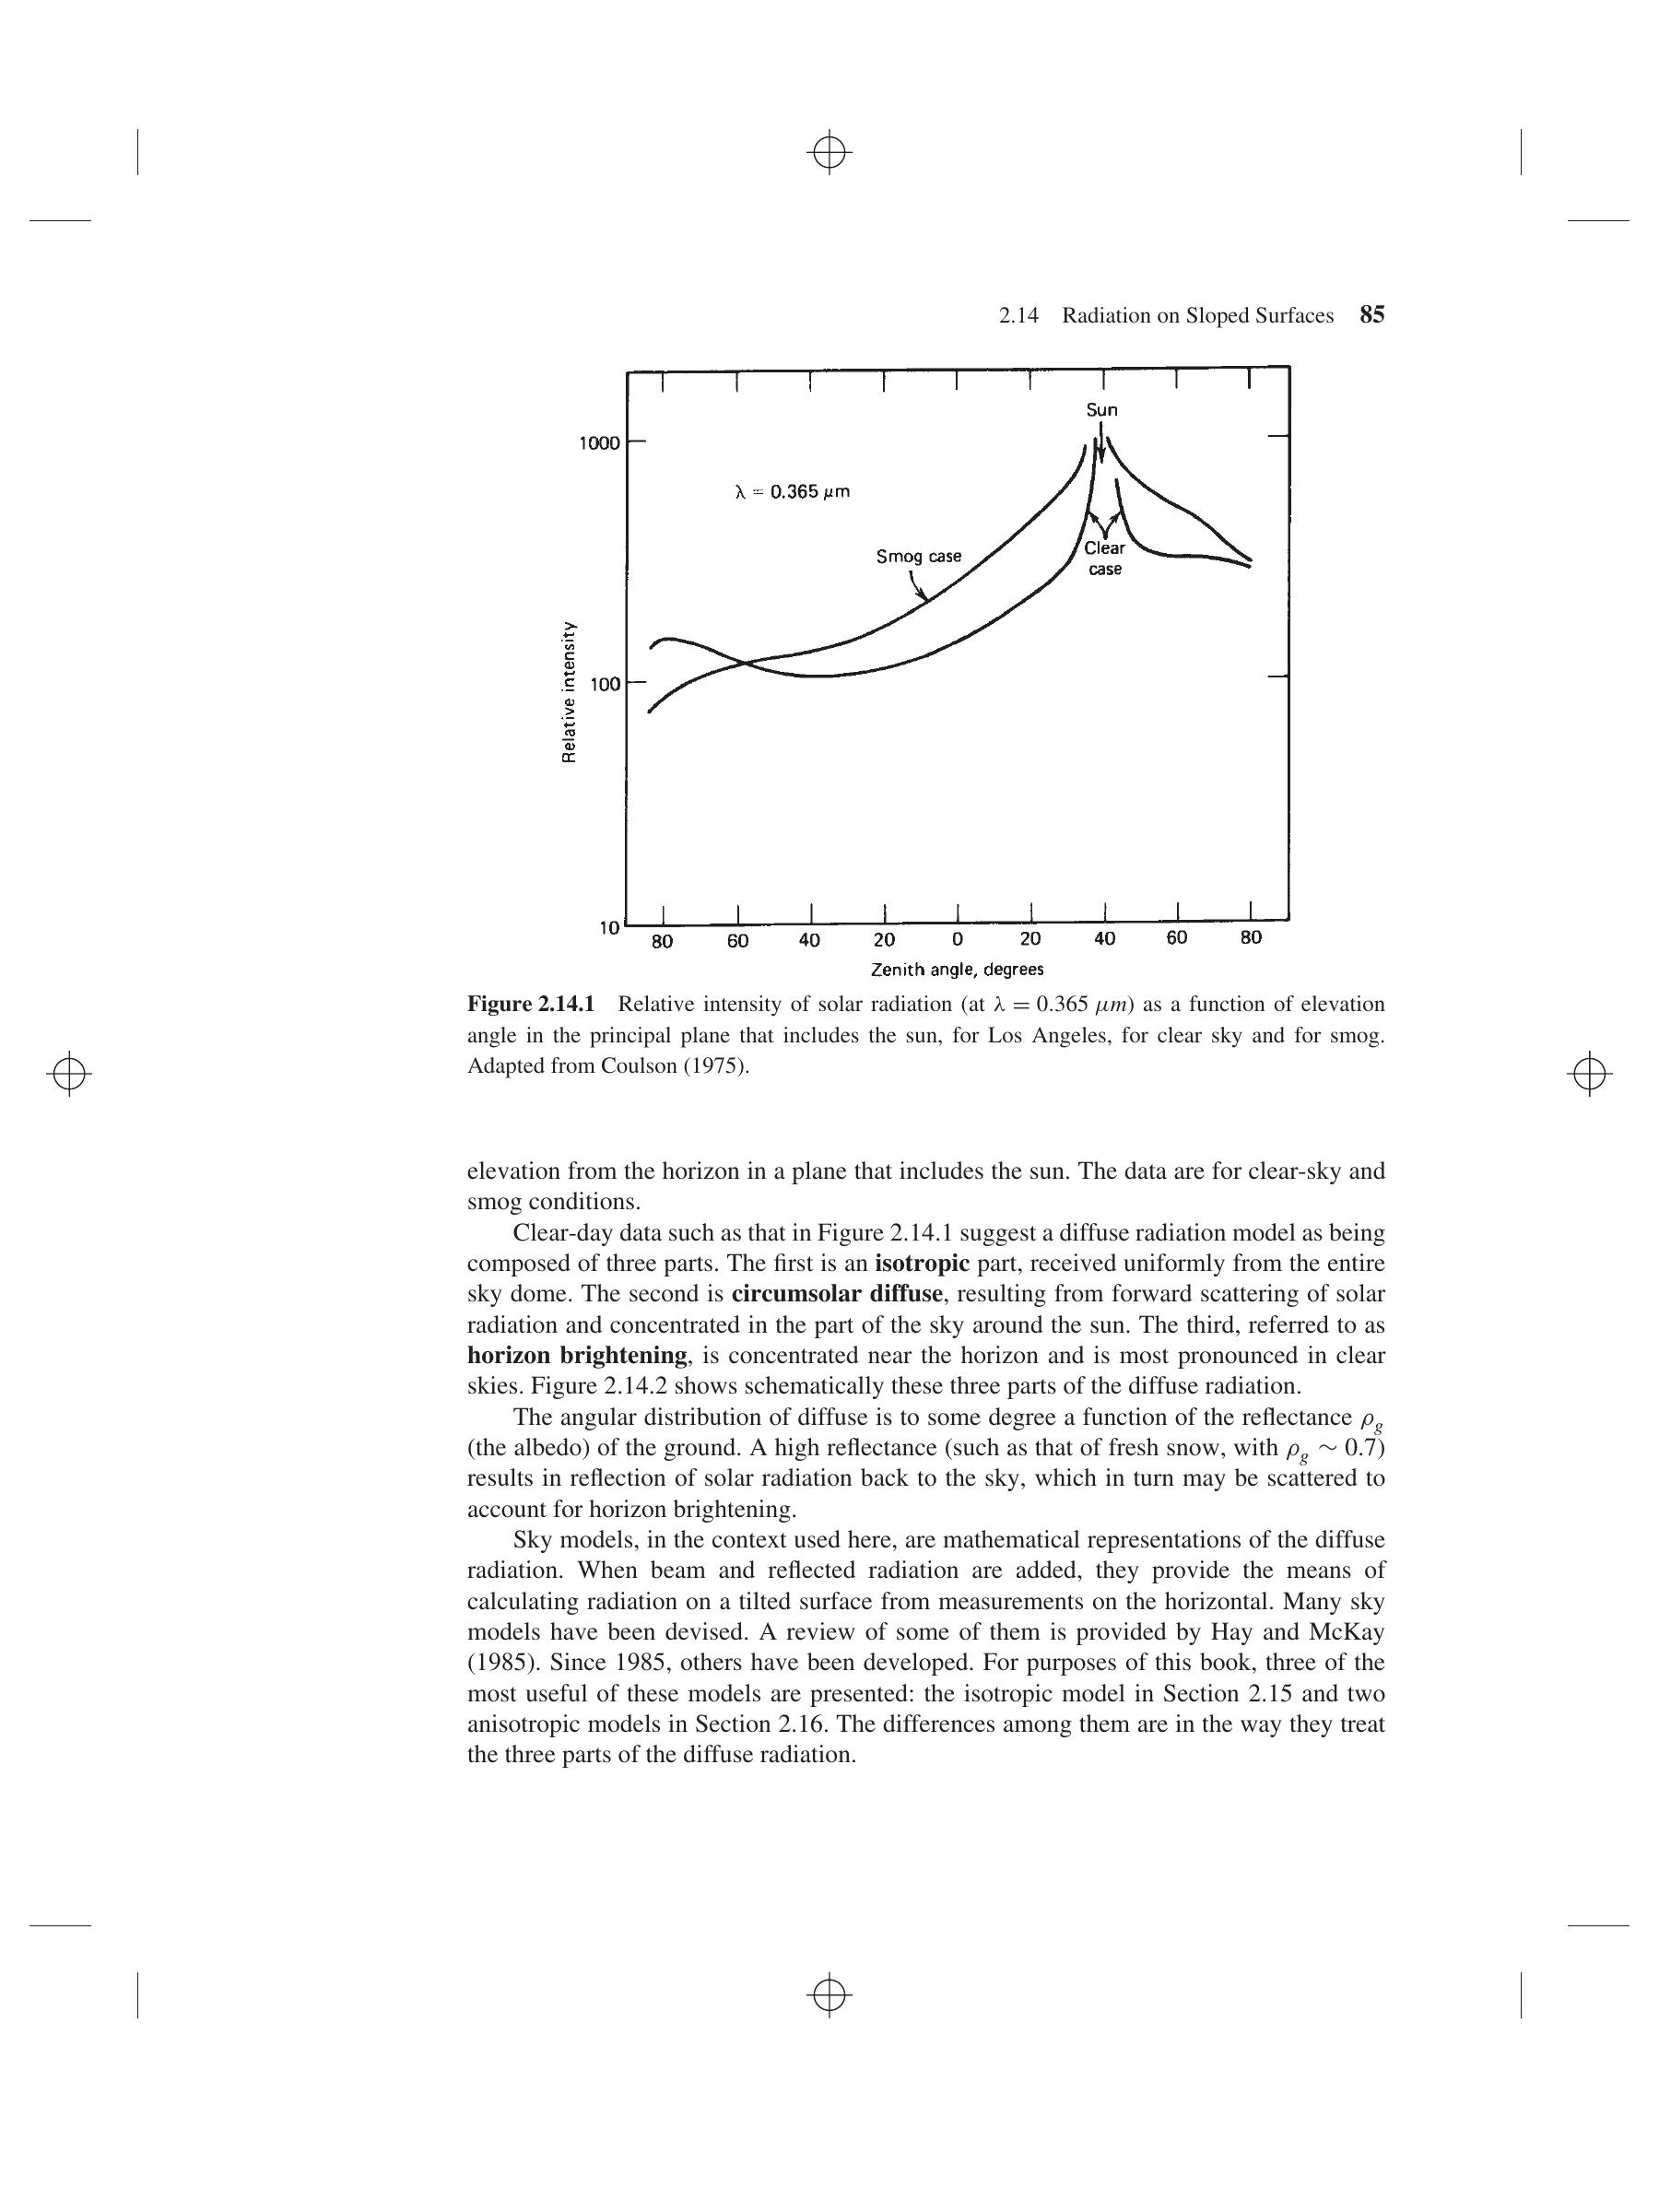 2.14 Radiation on Sloped Surfaces 85
Sun
1000
λ = 0.365 μm
Smog case
Clear
case
Relative intensity
100
10
80 60 40 20 0 20 40 60 80
Zenith angle, degrees
Figure 2.14.1 Relative intensity of solar radiation (at λ = 0.365 μm) as a function of elevation
angle in the principal plane that includes the sun, for Los Angeles, for clear sky and for smog.
Adapted from Coulson (1975).
elevation from the horizon in a plane that includes the sun. The data are for clear-sky and
smog conditions.
Clear-day data such as that in Figure 2.14.1 suggest a diffuse radiation model as being
composed of three parts. The first is an isotropic part, received uniformly from the entire
sky dome. The second is circumsolar diffuse, resulting from forward scattering of solar
radiation and concentrated in the part of the sky around the sun. The third, referred to as
horizon brightening, is concentrated near the horizon and is most pronounced in clear
skies. Figure 2.14.2 shows schematically these three parts of the diffuse radiation.
The angular distribution of diffuse is to some degree a function of the reflectance ρg
(the albedo) of the ground. A high reflectance (such as that of fresh snow, with ρg ~ 0.7)
results in reflection of solar radiation back to the sky, which in turn may be scattered to
account for horizon brightening.
Sky models, in the context used here, are mathematical representations of the diffuse
radiation. When beam and reflected radiation are added, they provide the means of
calculating radiation on a tilted surface from measurements on the horizontal. Many sky
models have been devised. A review of some of them is provided by Hay and McKay
(1985). Since 1985, others have been developed. For purposes of this book, three of the
most useful of these models are presented: the isotropic model in Section 2.15 and two
anisotropic models in Section 2.16. The differences among them are in the way they treat
the three parts of the diffuse radiation.